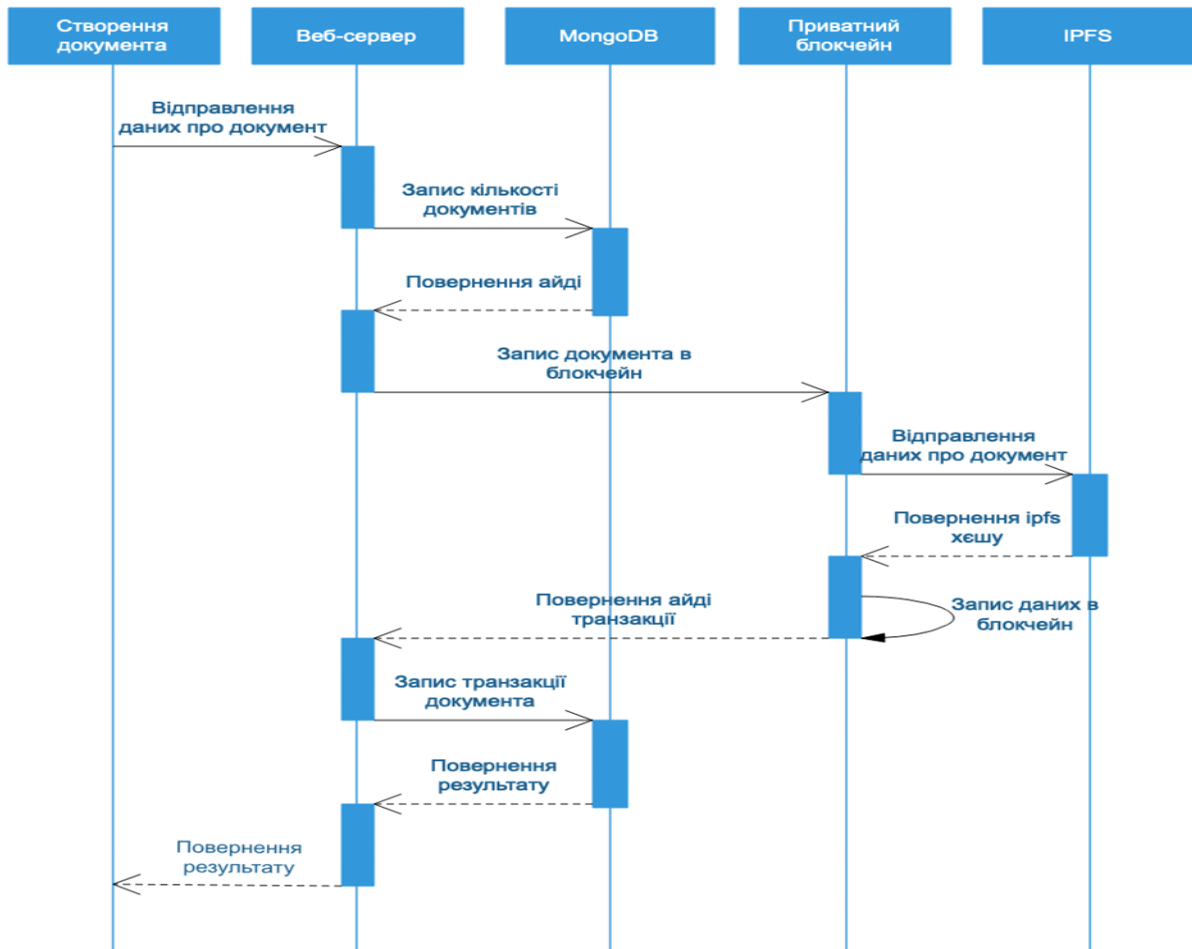 Створення
документа
Веб-сервер
MongoDB
Приватний
блокчейн
IPFS
Відправлення
даних про документ
Запис кількості
документів
Повернення айді
Запис документа в
блокчейн
Відправлення
даних про документ
Повернення ipfs
хєшу
Запис даних в
блокчейн
Повернення айді
транзакції
Запис транзакції
документа
Повернення
результату
Повернення
результату